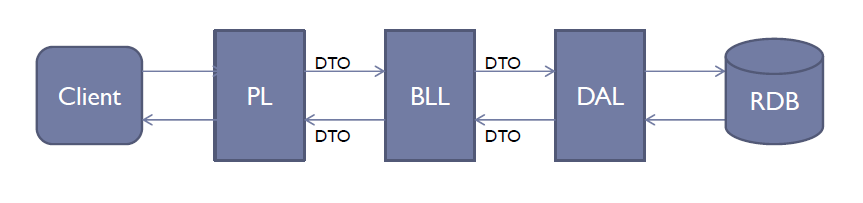 DTO
DTO
Client
PL
BLL
DAL
RDB
DTO
DTO